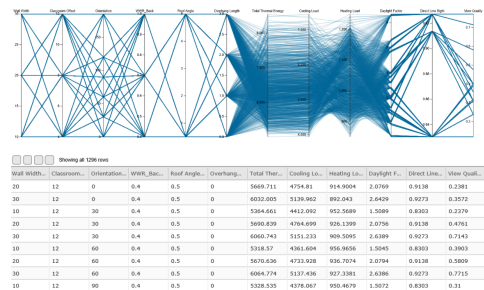 Wall Width Classrooms Offset Orientation WWR_Back Roof Angle Overhang Length Total Thermal Energy Cooling Load Heating Load Daylight Factor Direct Line Sight View Quality
Showing all 1296 rows
Wall Width... Classroom... Orientation... WWR_Bac... Roof Angle... Overhang... Total Ther... Cooling Lo... Heating Lo... Daylight F... Direct Line... View Quali...
20 12 0 0.4 0.5 0 5669.711 4754.81 914.9004 2.0769 0.9138 0.2381
30 12 0 0.4 0.5 0 6032.005 5139.962 892.043 2.6429 0.9273 0.3572
10 12 30 0.4 0.5 0 5364.661 4412.092 952.5689 1.5089 0.8303 0.2379
20 12 30 0.4 0.5 0 5690.839 4764.699 926.1399 2.0756 0.9138 0.4761
30 12 30 0.4 0.5 0 6060.743 5151.233 909.5095 2.6389 0.9273 0.7143
10 12 60 0.4 0.5 0 5318.57 4361.604 956.9656 1.5045 0.8303 0.3903
20 12 60 0.4 0.5 0 5670.636 4733.928 936.7074 2.0794 0.9138 0.5809
30 12 60 0.4 0.5 0 6064.774 5137.436 927.3381 2.6386 0.9273 0.7715
10 12 90 0.4 0.5 0 5328.535 4378.067 950.4679 1.5072 0.8303 0.31